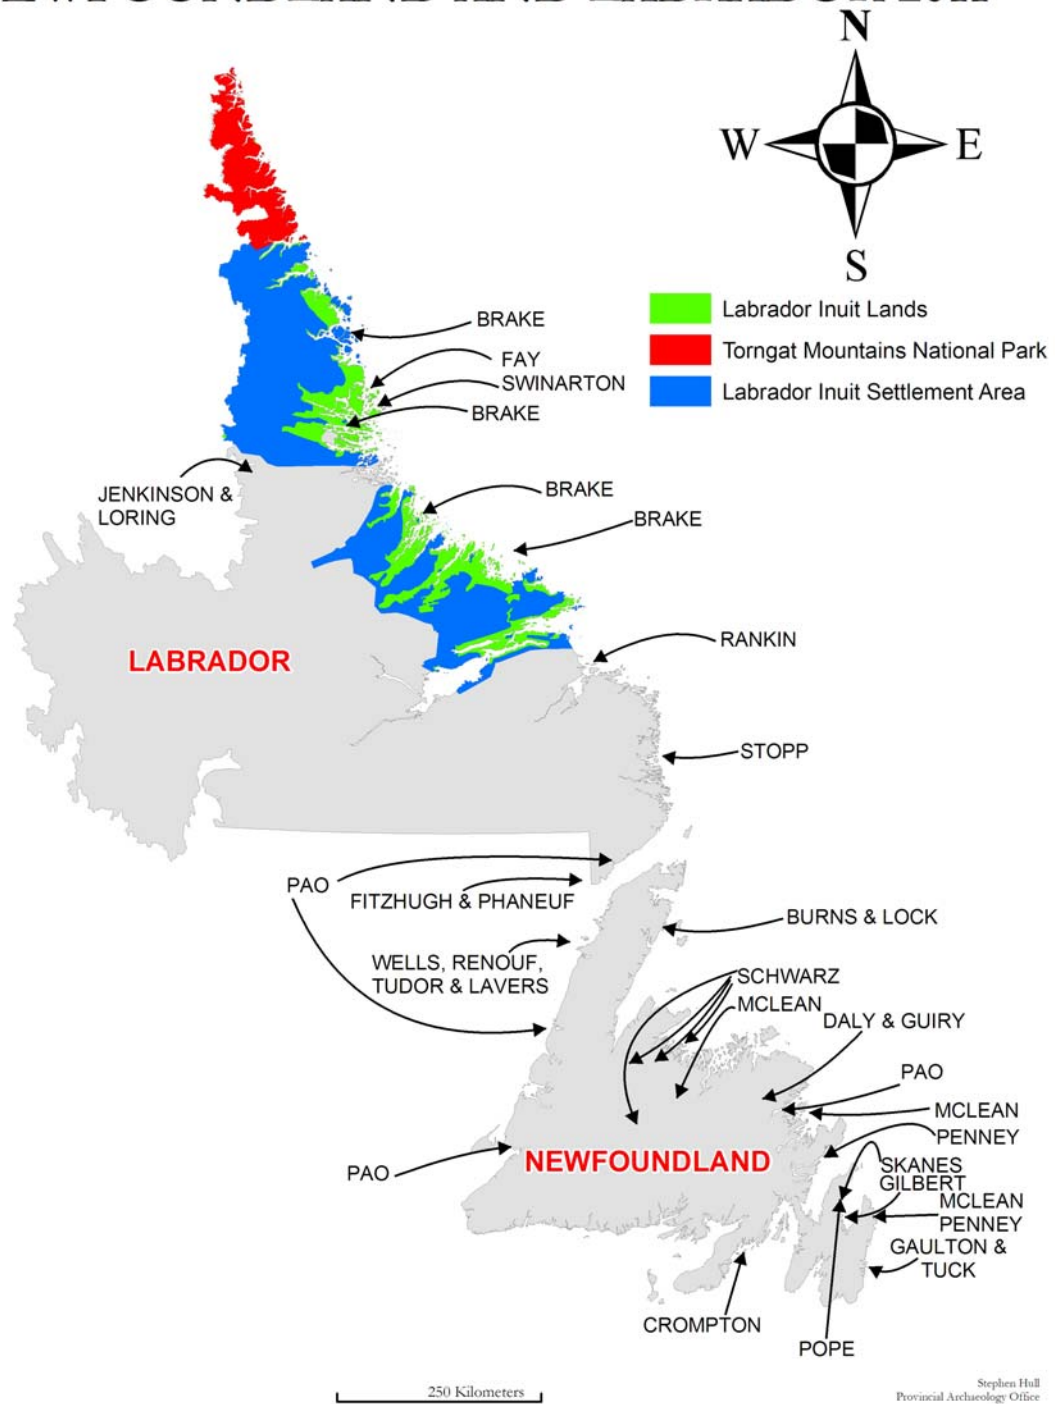 N
W
E
S
Labrador Inuit Lands
Torngat Mountains National Park
Labrador Inuit Settlement Area
BRAKE
FAY
SWINARTON
BRAKE
JENKINSON &
LORING
BRAKE
BRAKE
RANKIN
LABRADOR
STOPP
PAO
FITZHUGH & PHANEUF
BURNS & LOCK
WELLS, RENOUF,
TUDOR & LAVERS
SCHWARZ
MCLEAN
DALY & GUIRY
PAO
MCLEAN
PENNEY
NEWFOUNDLAND
PAO
SKANES
GILBERT
MCLEAN
PENNEY
GAULTON &
TUCK
CROMPTON
POPE
250 Kilometers
Stephen Hull
Provincial Archaeology Office